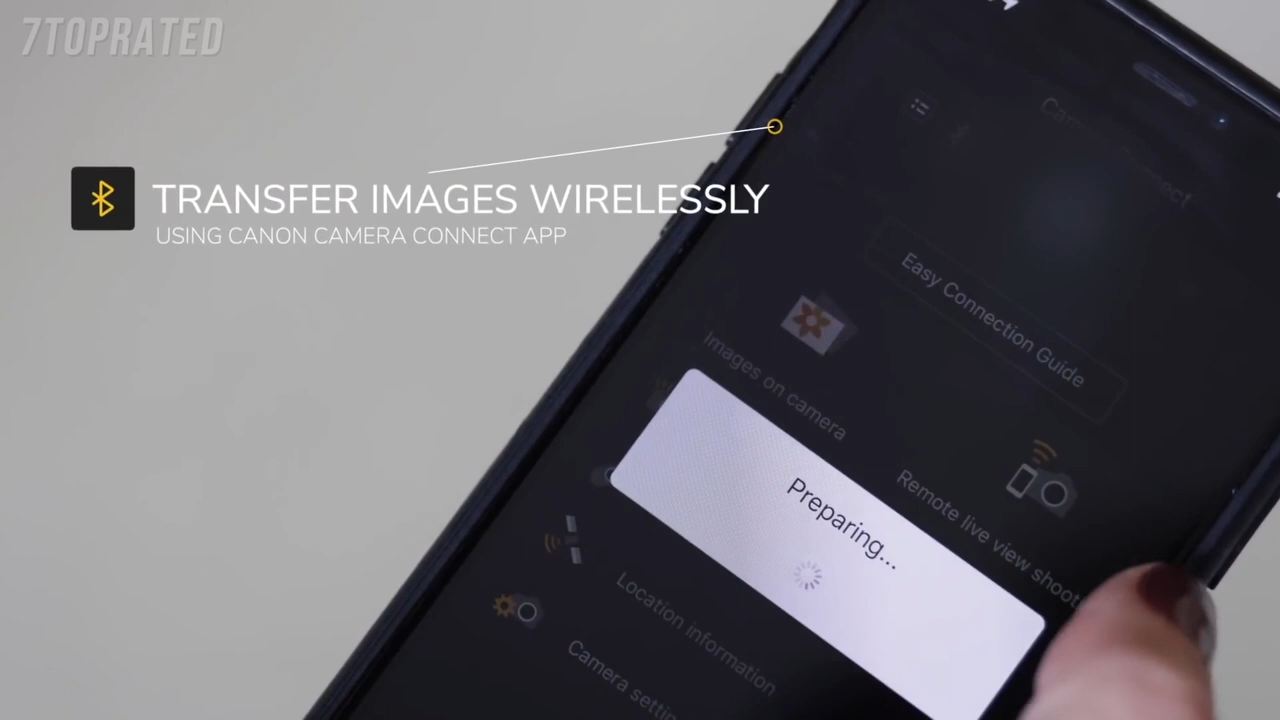 7TOPRATED
TRANSFER IMAGES WIRELESSLY
USING CANON CAMERA CONNECT APP
Easy Connection Guide
Images on camera
Remote live view shoot
Preparing...
Location information
Camera settin